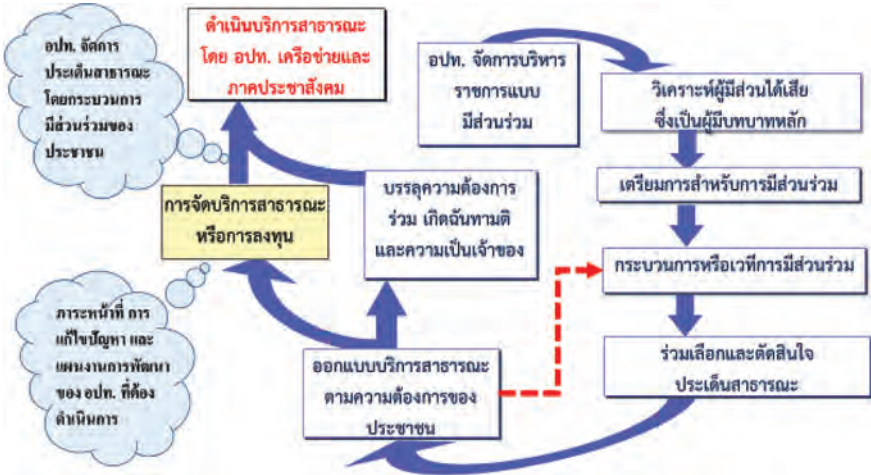 อปท. จัดการ
ประเด็นสาธารณะ
โดยกระบวนการ
มีส่วนร่วมของ
ประชาชน
ดำเนินบริการสาธารณะ
โดย อปท. เครือข่ายและ
ภาคประชาสังคม
อปท. จัดการบริหาร
ราชการแบบ
มีส่วนร่วม
วิเคราะห์ผู้มีส่วนได้เสีย
ซึ่งเป็นผู้มีบทบาทหลัก
เตรียมการสำหรับการมีส่วนร่วม
กระบวนการหรือเวทีการมีส่วนร่วม
ร่วมเลือกและตัดสินใจ
ประเด็นสาธารณะ
ออกแบบบริการสาธารณะ
ตามความต้องการของ
ประชาชน
บรรลุความต้องการ
ร่วม เกิดฉันทามติ
และความเป็นเจ้าของ
การจัดบริการสาธารณะ
หรือการลงทุน
ภาระหน้าที่ การ
แก้ไขปัญหา และ
แผนงานการพัฒนา
ของ อปท. ที่ต้อง
ดำเนินการ